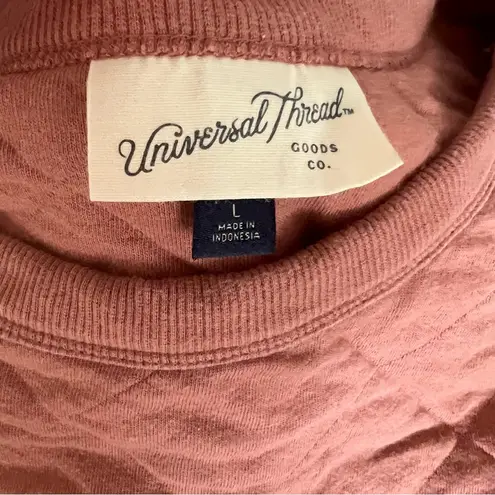 Universal Thread™
GOODS
CO.
L
MADE IN
INDONESIA